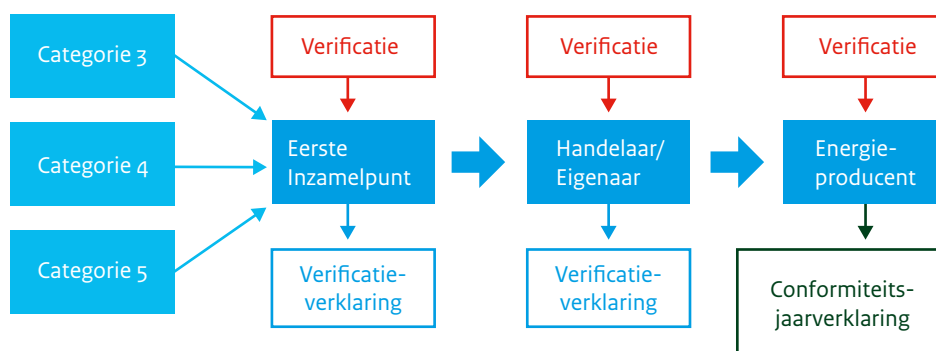 Categorie 3
Categorie 4
Categorie 5
Verificatie
Eerste
Inzamelpunt
Verificatie-
verklaring
Verificatie
Handelaar/
Eigenaar
Verificatie-
verklaring
Verificatie
Energie-
producent
Conformiteits-
jaarverklaring